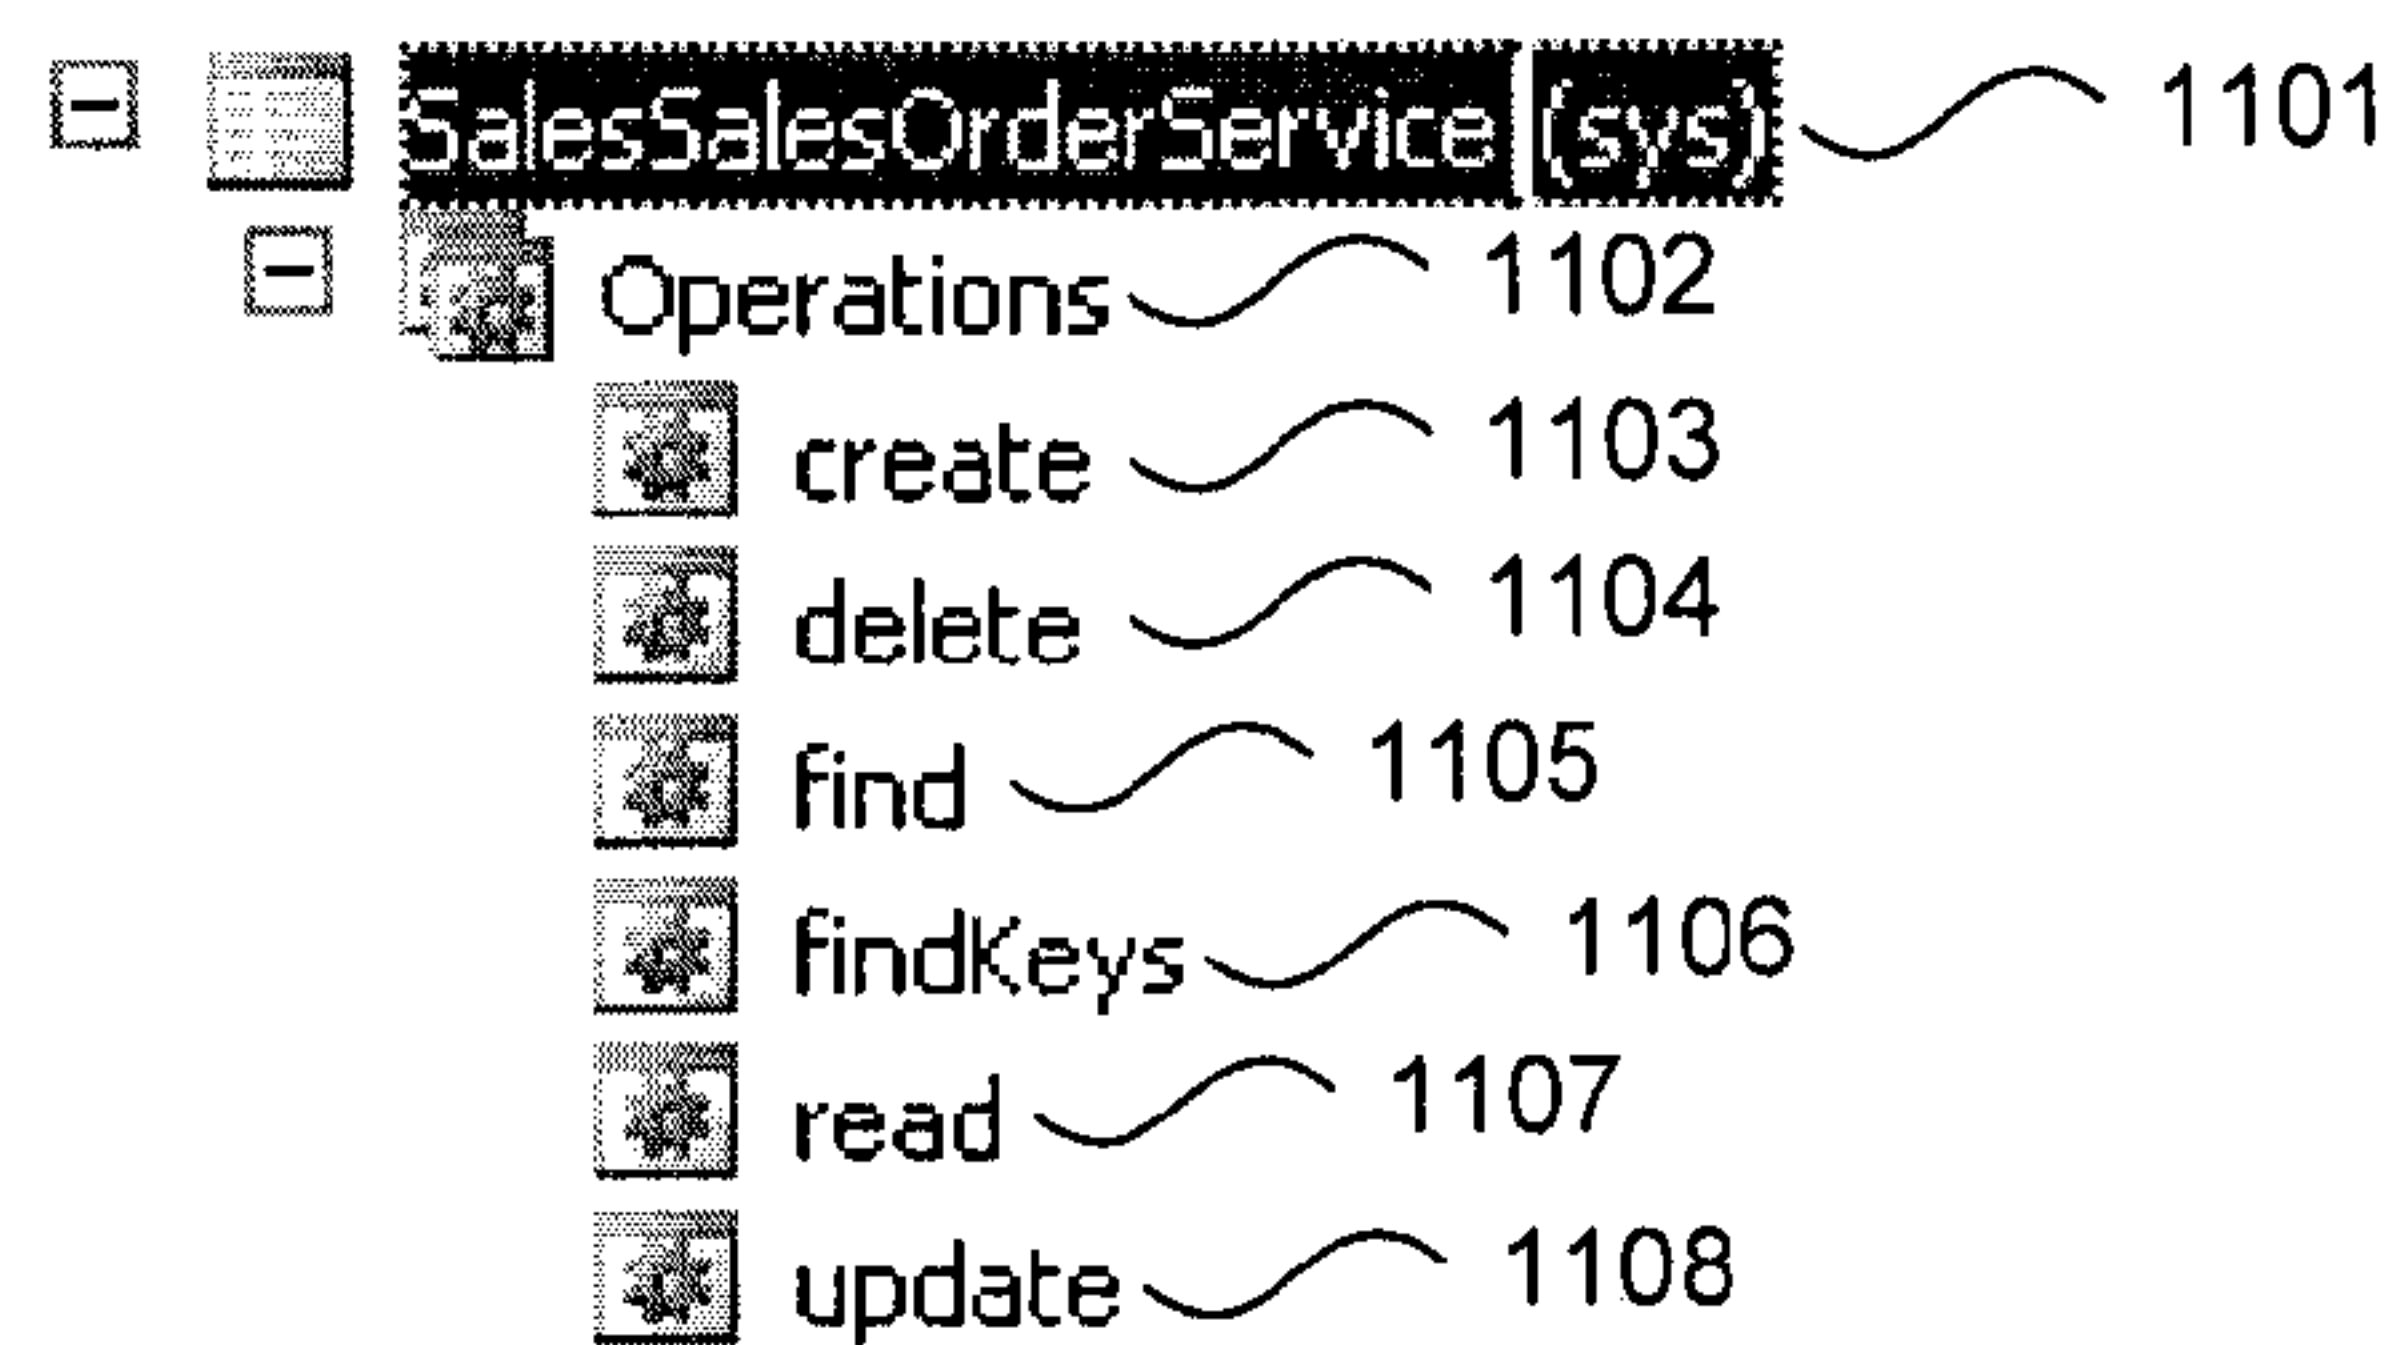 SalesSalesOrderService (sys) 1101
Operations 1102
create 1103
delete 1104
find 1105
findKeys 1106
read 1107
update 1108